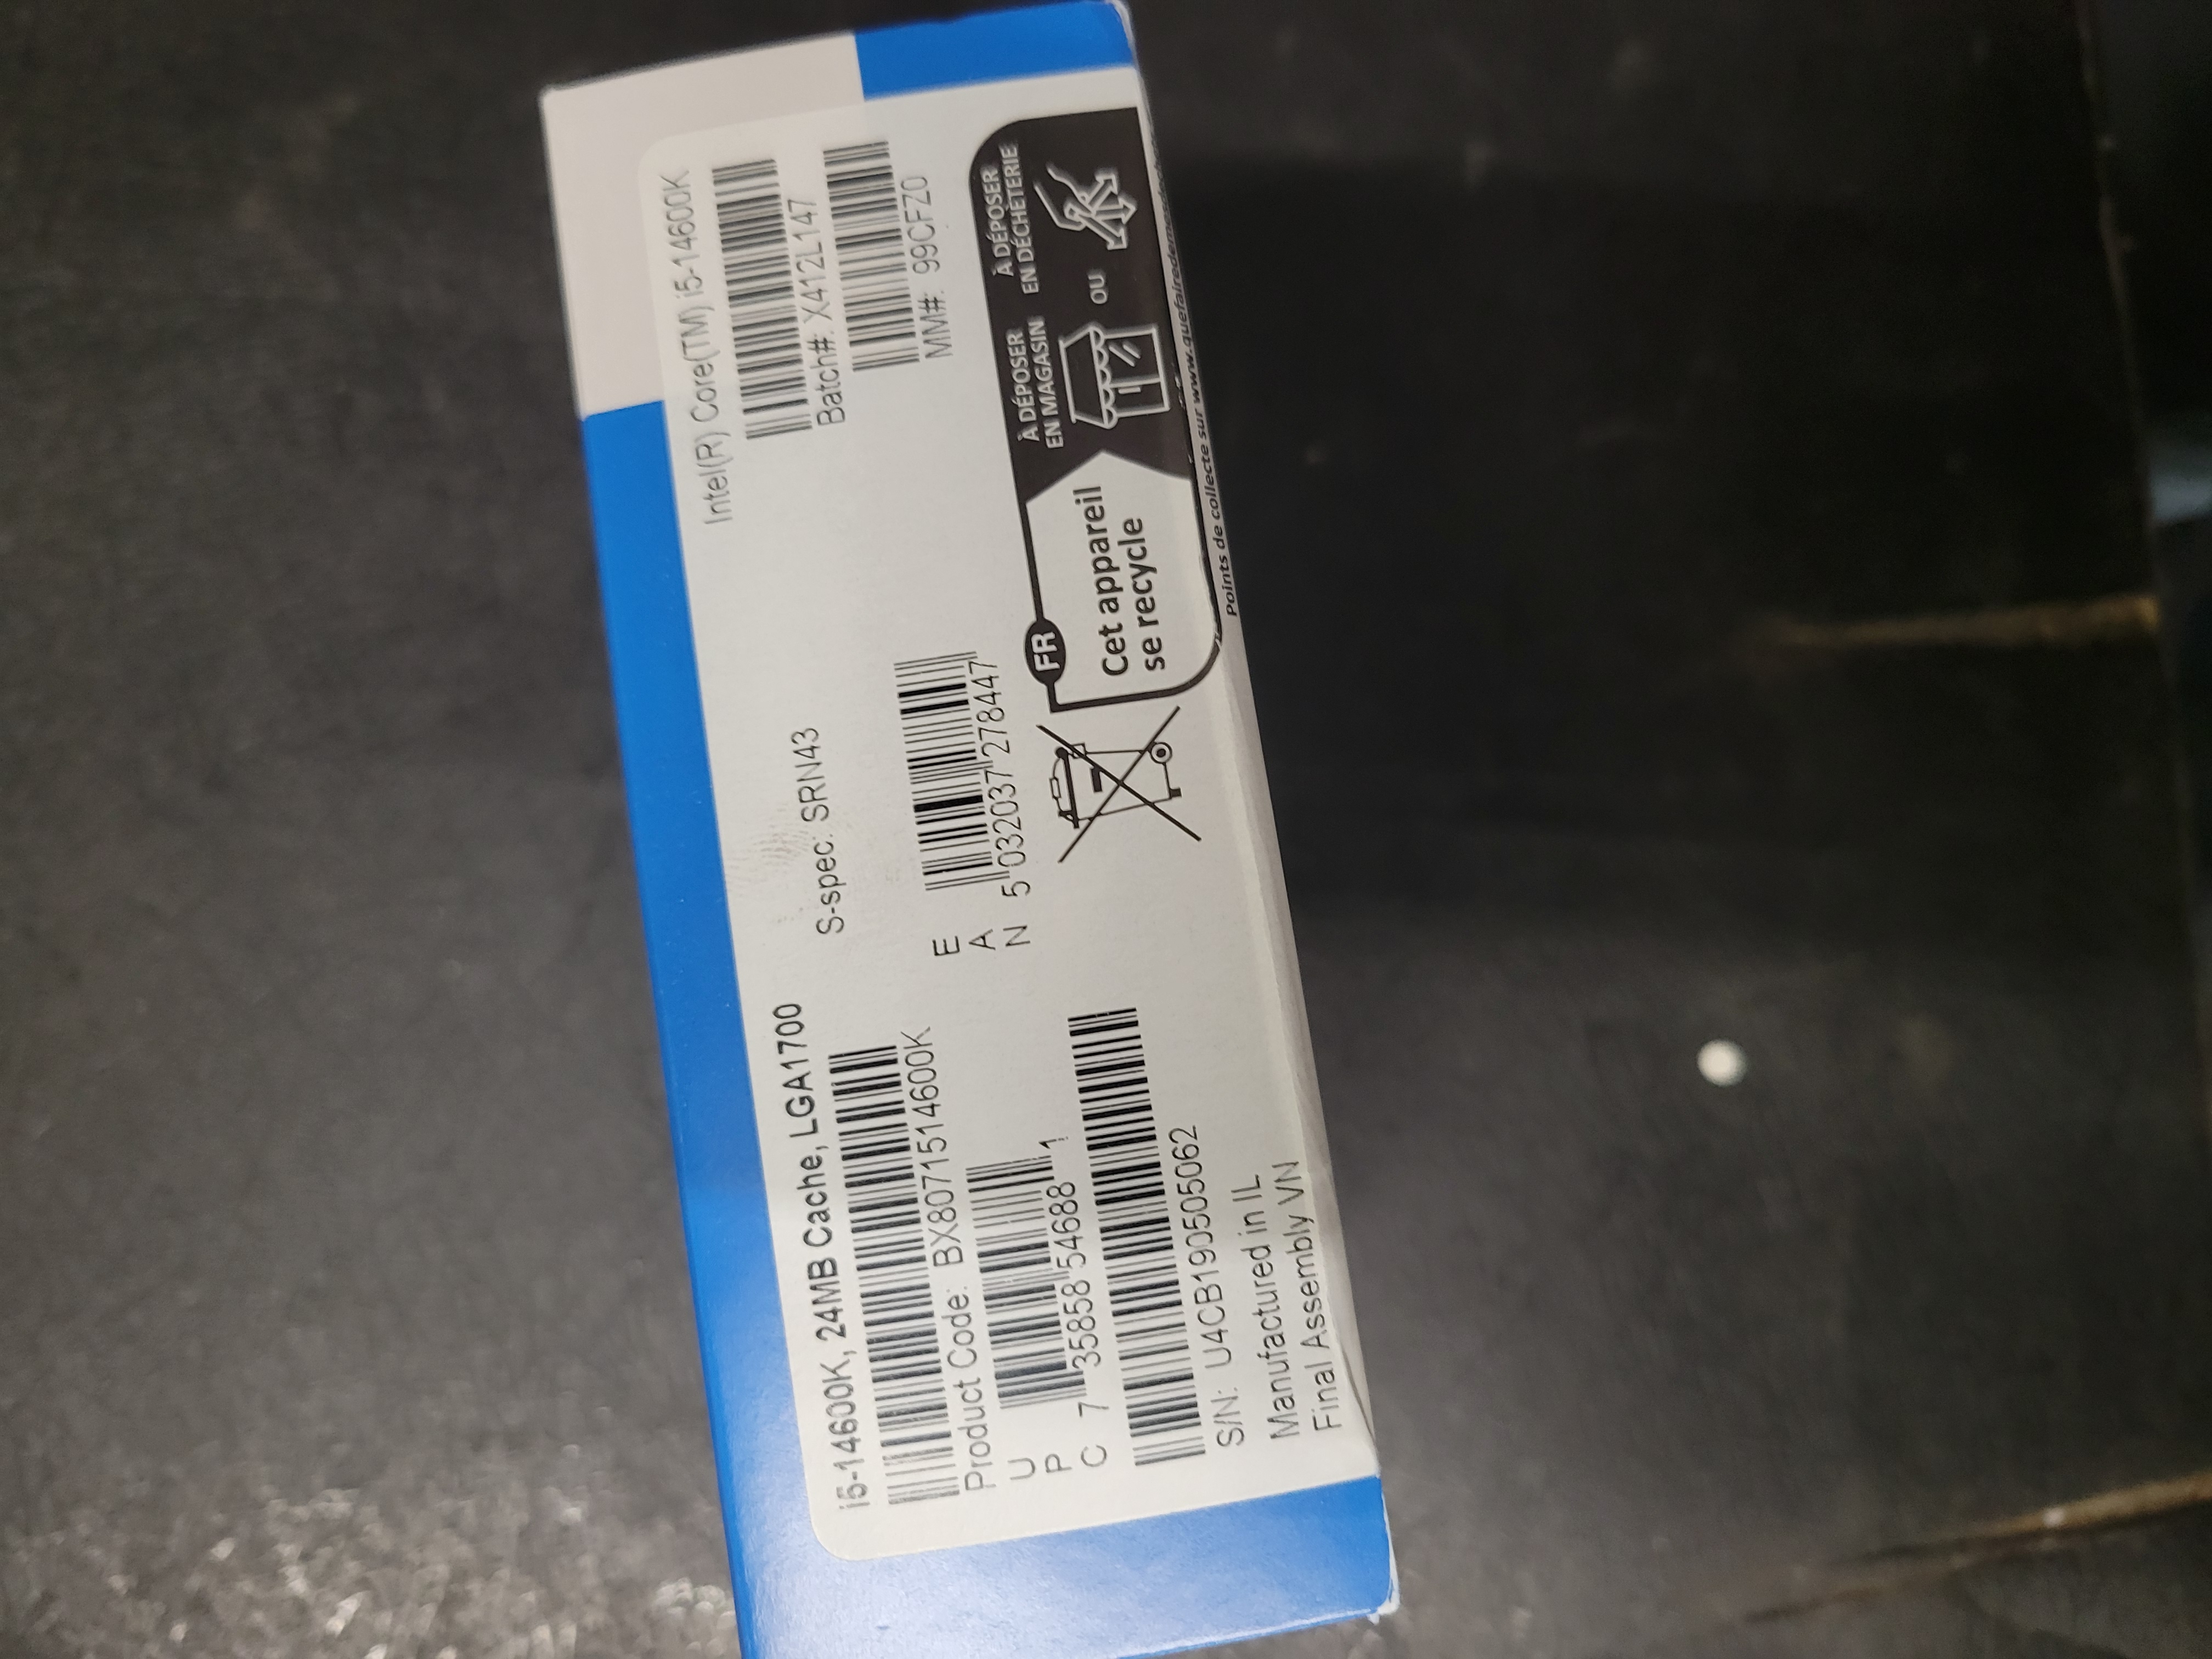 i5-14600K, 24MB Cache, LGA1700
Product Code: BX8071514600K
U
P
C
7 35858 54688 1
S/N: U4CB190505062
Manufactured in IL
Final Assembly VN
S-spec: SRN43
E
A
N
5 032037 278447
Intel(R) Core(TM) i5-14600K
Batch#: X412L147
MM#: 99CFZ0
FR
Cet appareil
se recycle
À DÉPOSER
EN MAGASIN
OU
À DÉPOSER
EN DÉCHÈTERIE
Points de collecte sur www.quefairedemes